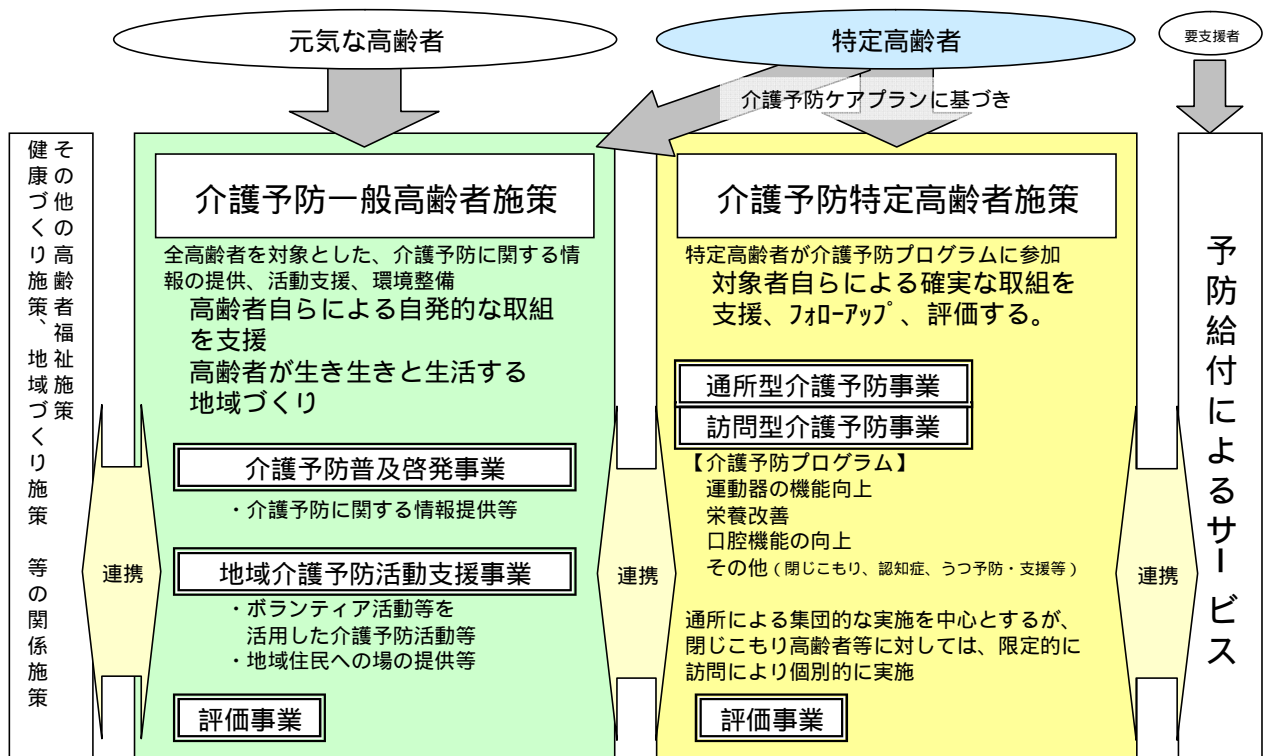 元気な高齢者
特定高齢者
要支援者
介護予防ケアプランに基づき
その他の高齢者福祉施策
健康づくり施策、地域づくり施策 等の関係施策
連携
介護予防一般高齢者施策
全高齢者を対象とした、介護予防に関する情
報の提供、活動支援、環境整備
高齢者自らによる自発的な取組
を支援
高齢者が生き生きと生活する
地域づくり
介護予防普及啓発事業
・介護予防に関する情報提供等
地域介護予防活動支援事業
・ボランティア活動等を
活用した介護予防活動等
・地域住民への場の提供等
評価事業
連携
介護予防特定高齢者施策
特定高齢者が介護予防プログラムに参加
対象者自らによる確実な取組を
支援、フォローアップ、評価する。
通所型介護予防事業
訪問型介護予防事業
【介護予防プログラム】
運動器の機能向上
栄養改善
口腔機能の向上
その他(閉じこもり、認知症、うつ予防・支援等)
通所による集団的な実施を中心とするが、
閉じこもり高齢者等に対しては、限定的に
訪問により個別的に実施
評価事業
連携
予防給付によるサービス